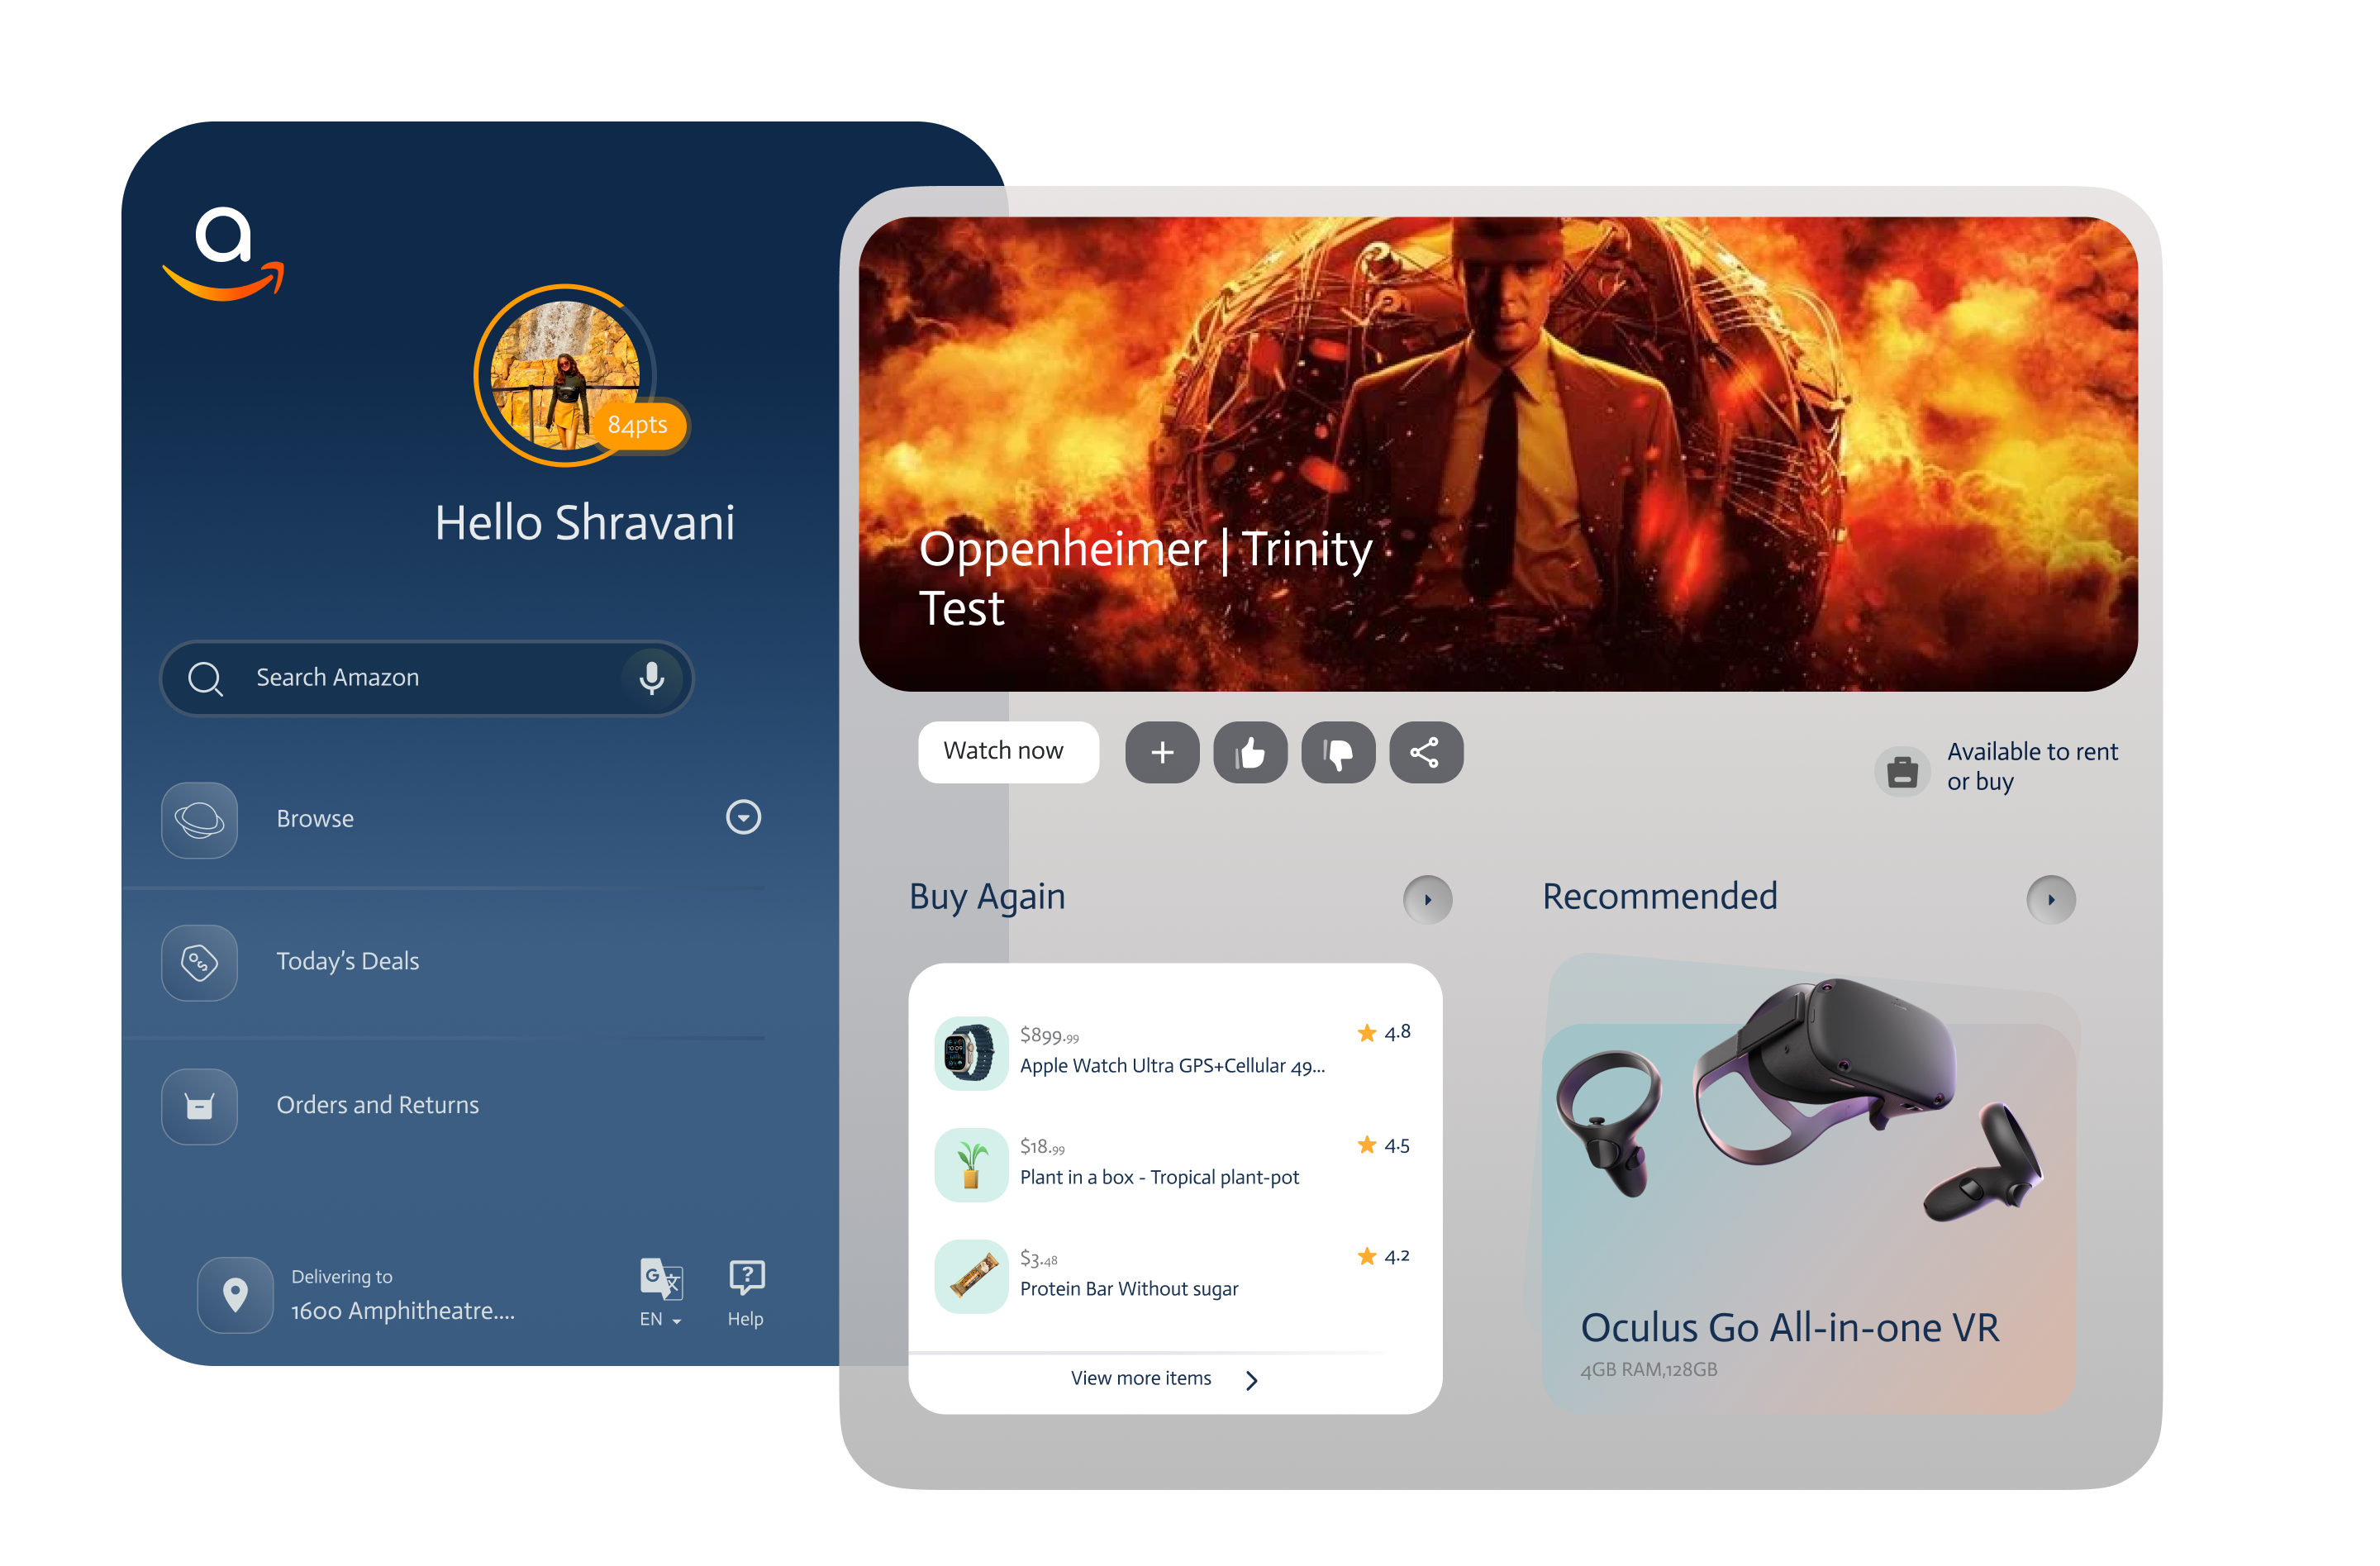 a
84pts
Hello Shravani
Search Amazon
Browse
Today's Deals
Orders and Returns
Delivering to
1600 Amphitheatre....
G 文
EN
?
Help
Oppenheimer | Trinity
Test
Watch now
Available to rent
or buy
Buy Again
$899.99
4.8
Apple Watch Ultra GPS+Cellular 49...
$18.99
4.5
Plant in a box - Tropical plant-pot
$3.48
4.2
Protein Bar Without sugar
View more items
Recommended
Oculus Go All-in-one VR
4GB RAM,128GB